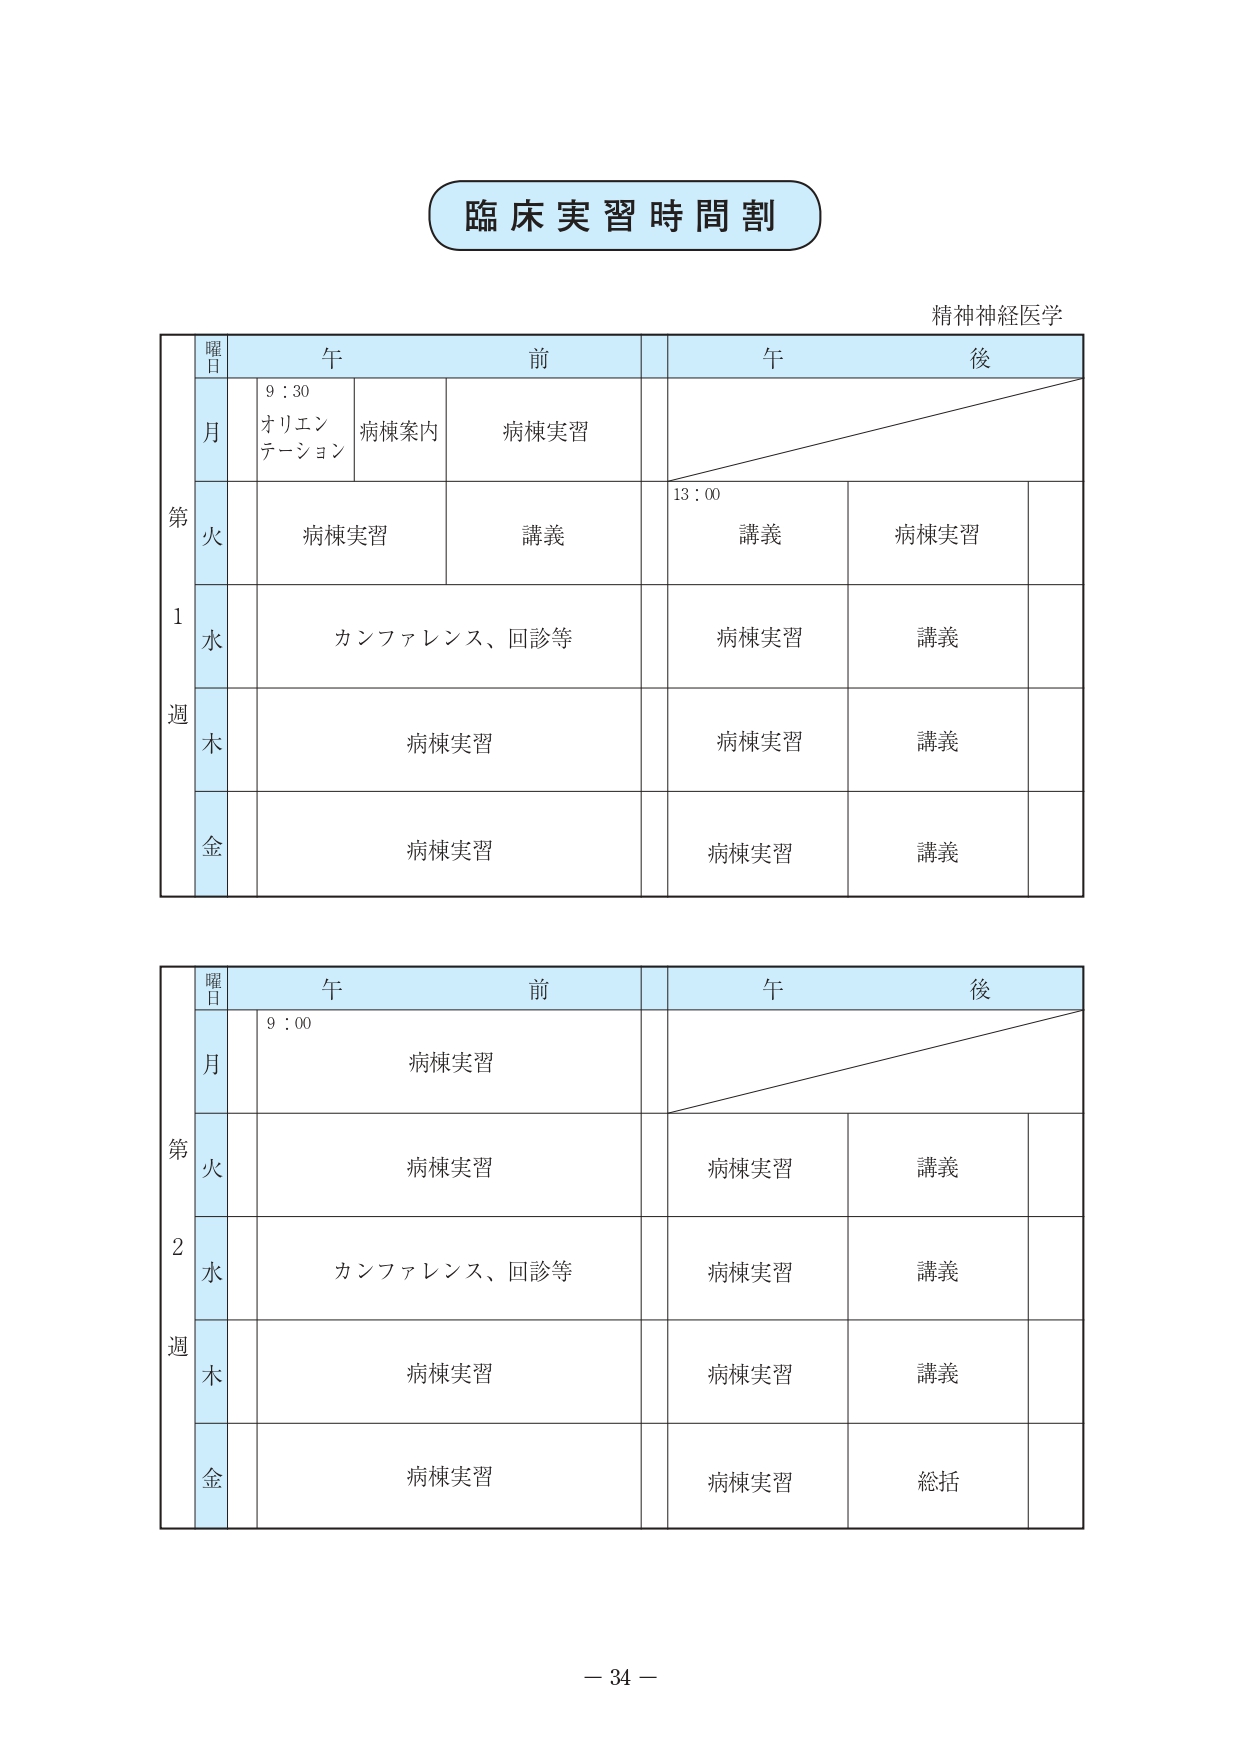 臨床実習時間割
精神神経医学
曜日 午 前 午 後
第1週
月 9：30 オリエンテーション 病棟案内 病棟実習
火 病棟実習 講義 13：00 講義 病棟実習
水 カンファレンス、回診等 病棟実習 講義
木 病棟実習 病棟実習 講義
金 病棟実習 病棟実習 講義
曜日 午 前 午 後
第2週
月 9：00 病棟実習
火 病棟実習 病棟実習 講義
水 カンファレンス、回診等 病棟実習 講義
木 病棟実習 病棟実習 講義
金 病棟実習 病棟実習 総括
― 34 ―